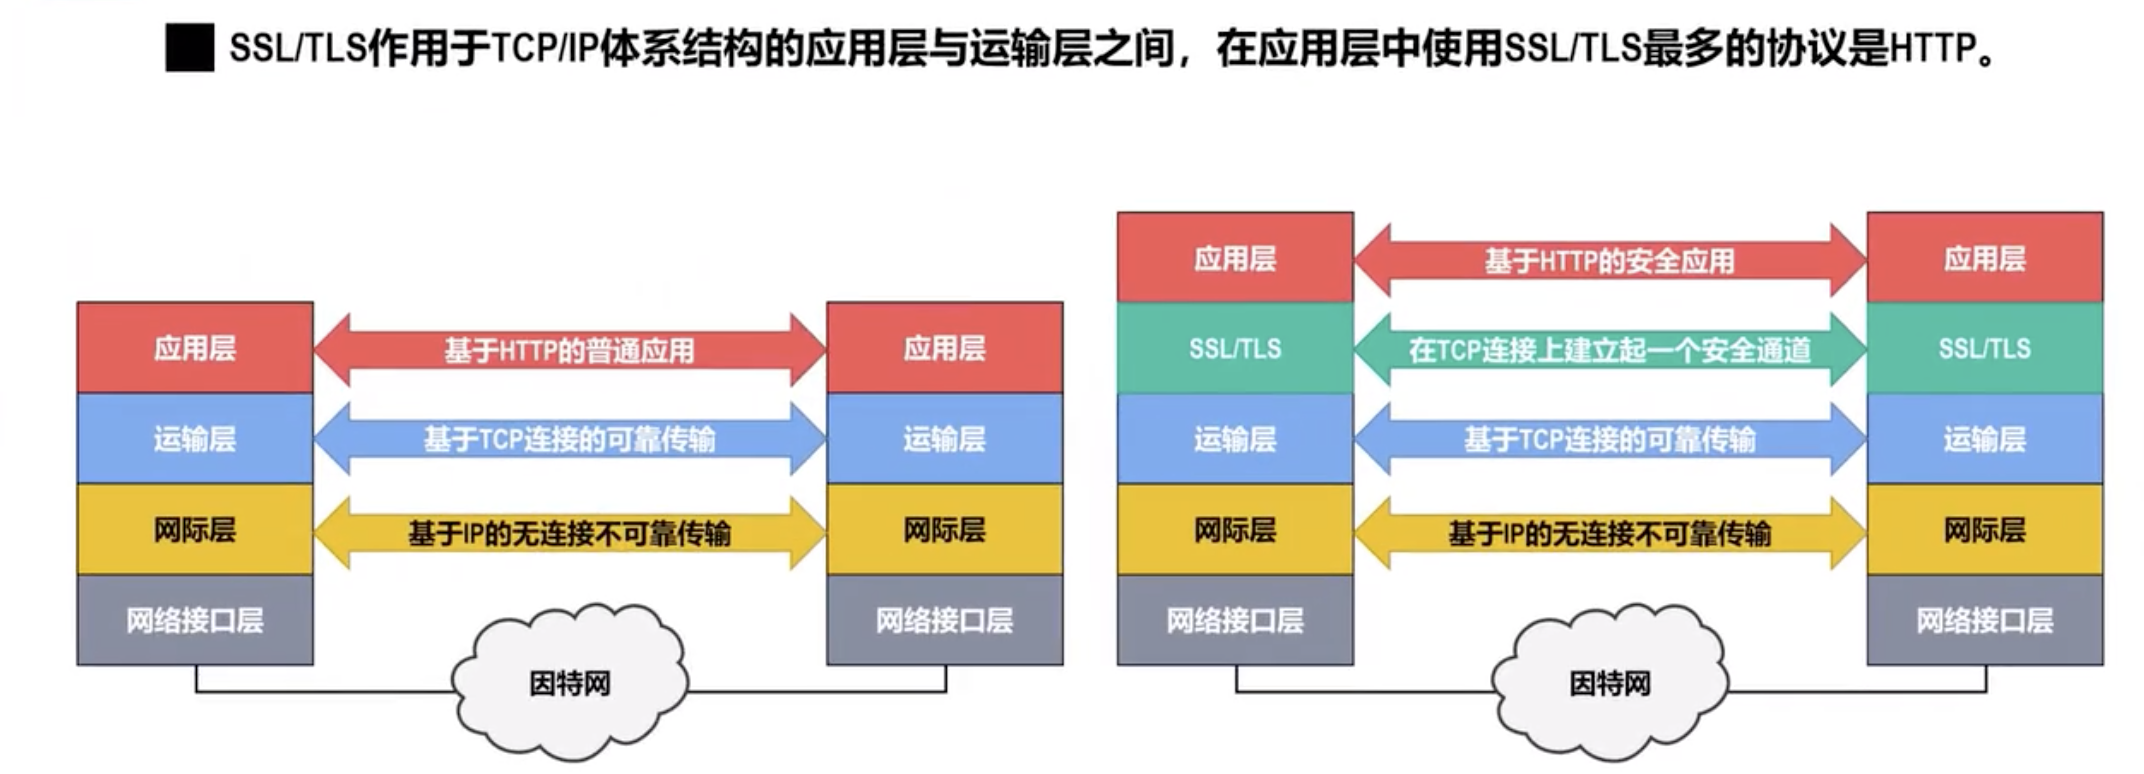 SSL/TLS作用于TCP/IP体系结构的应用层与运输层之间，在应用层中使用SSL/TLS最多的协议是HTTP。
应用层
基于HTTP的普通应用
应用层
运输层
基于TCP连接的可靠传输
运输层
网际层
基于IP的无连接不可靠传输
网际层
网络接口层
网络接口层
因特网
应用层
基于HTTP的安全应用
应用层
SSL/TLS
在TCP连接上建立起一个安全通道
SSL/TLS
运输层
基于TCP连接的可靠传输
运输层
网际层
基于IP的无连接不可靠传输
网际层
网络接口层
网络接口层
因特网